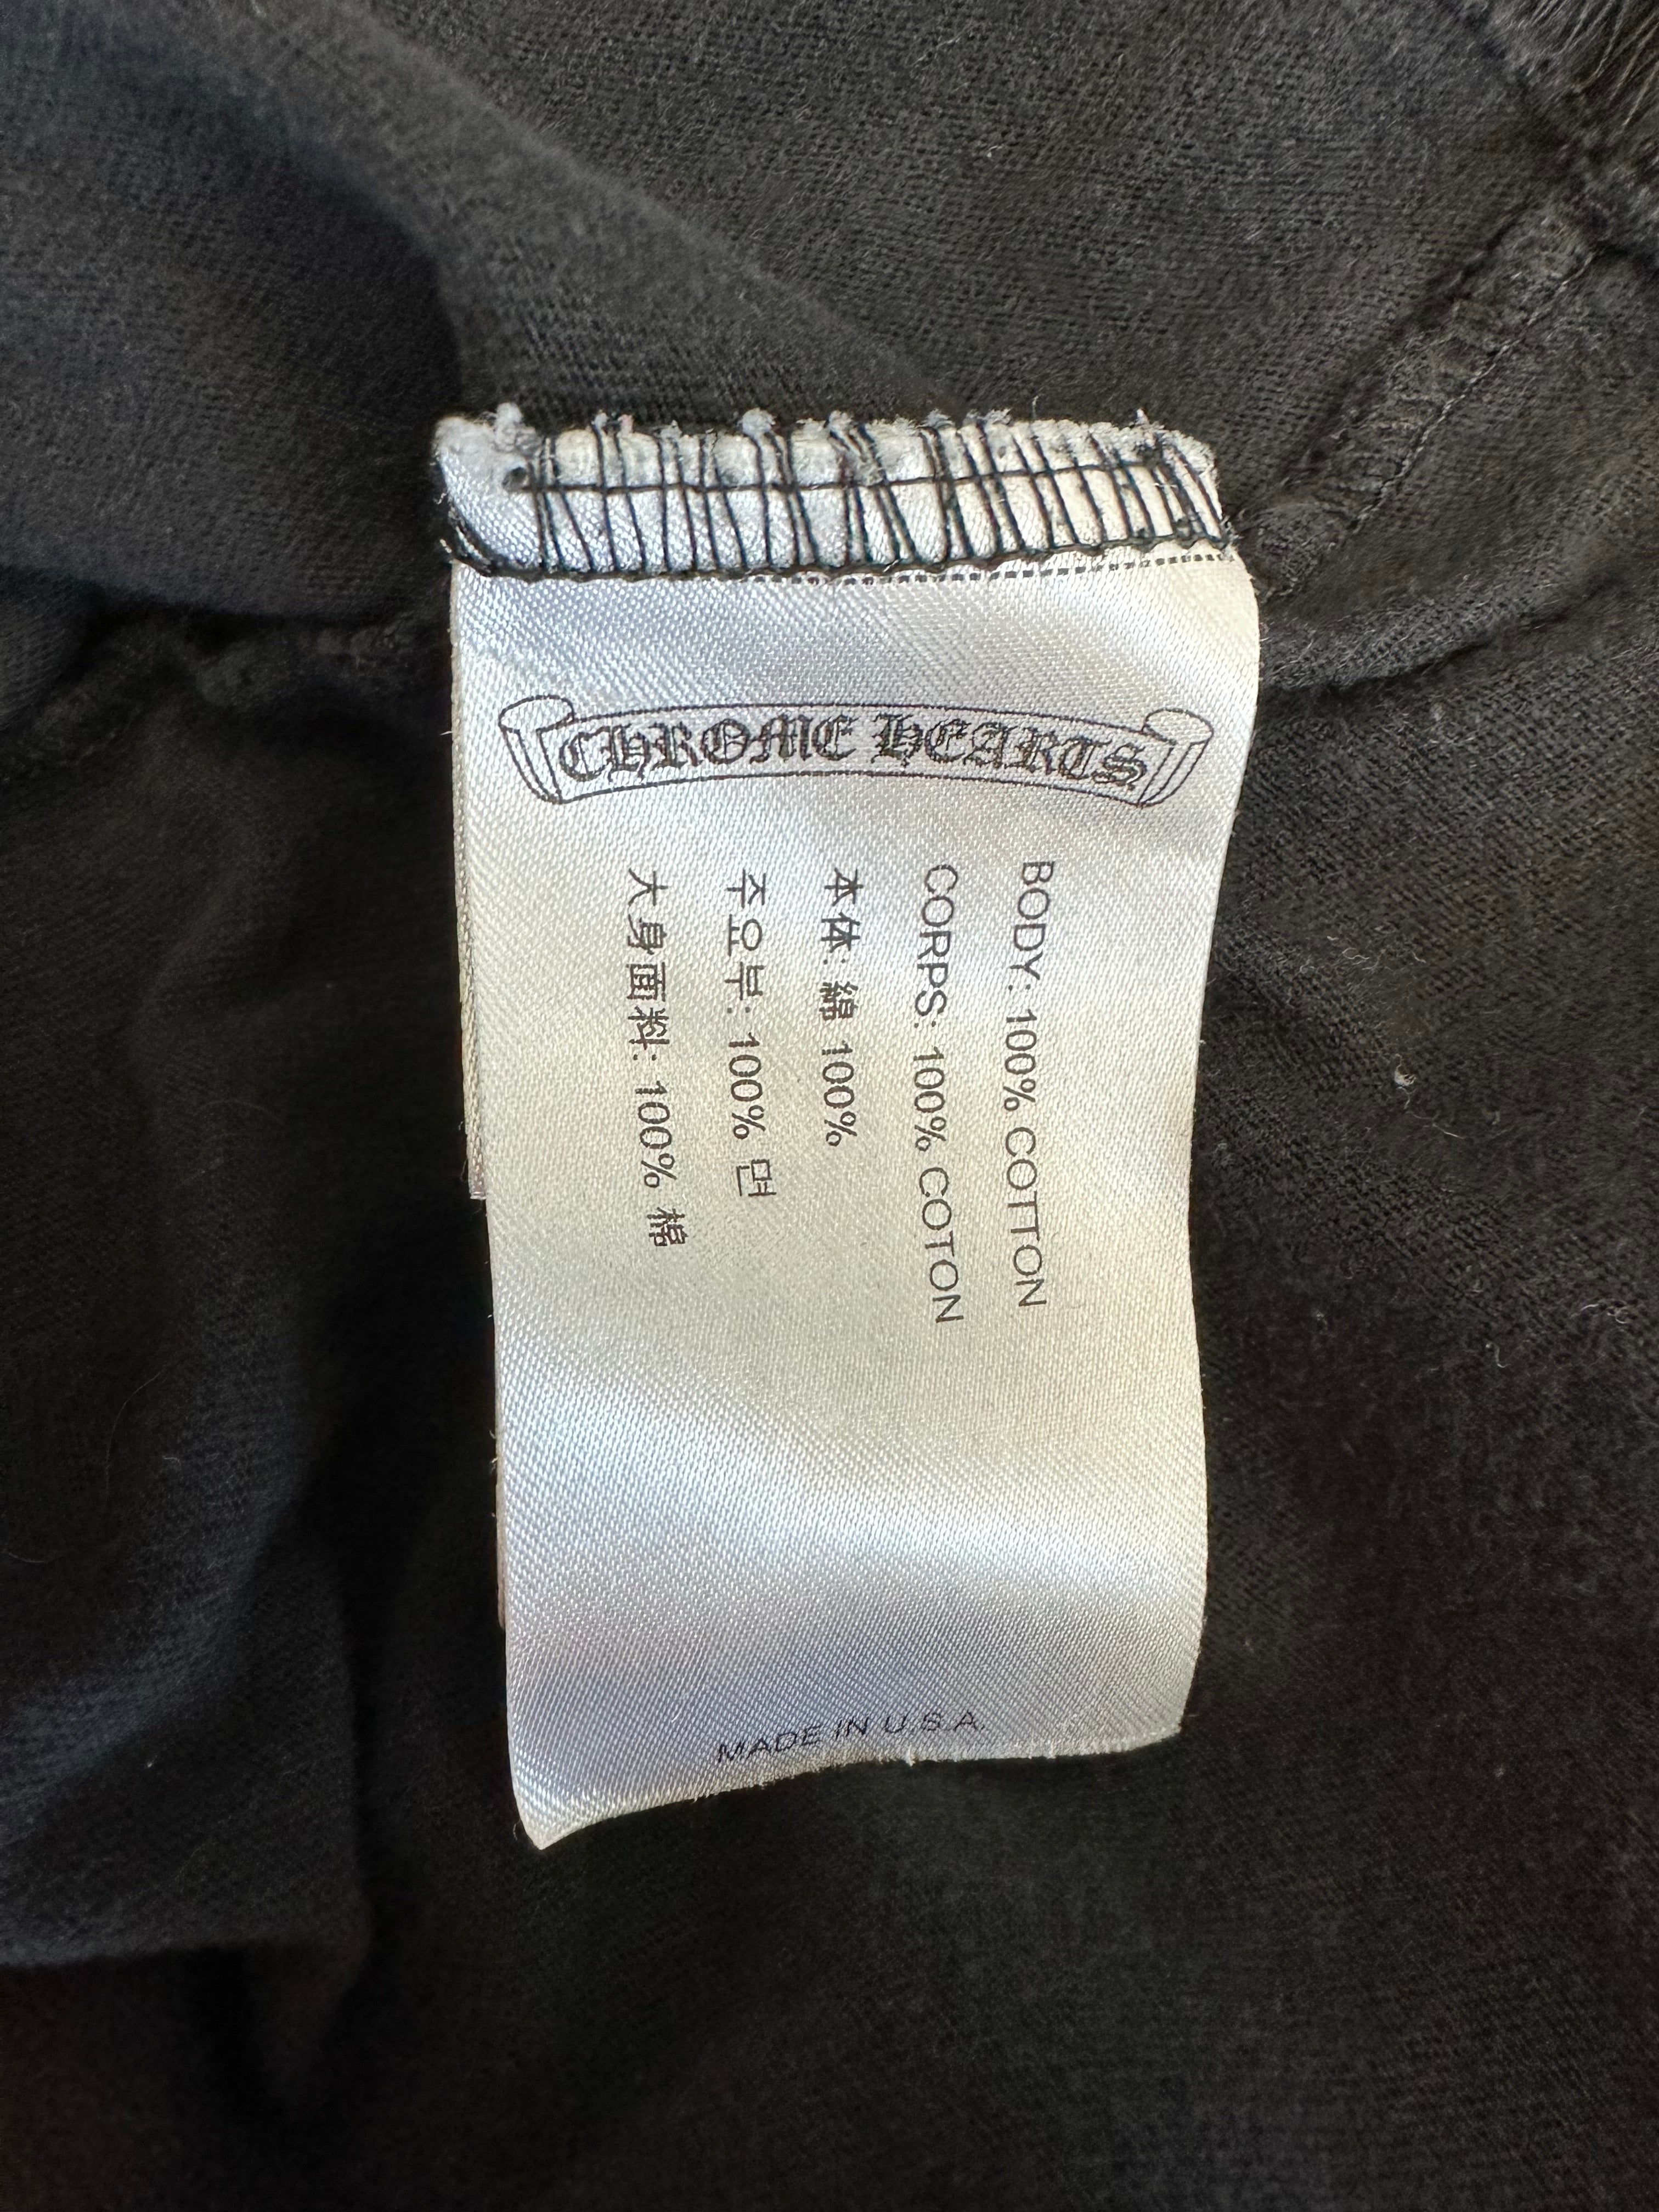 CHROME HEARTS
BODY: 100% COTTON
CORPS: 100% COTON
本体: 綿 100%
주요부: 100% 면
大身面料: 100% 棉
MADE IN U.S.A.